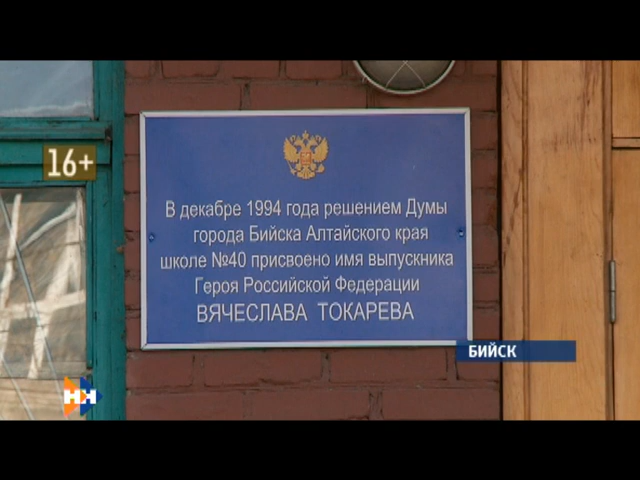 16+
В декабре 1994 года решением Думы
города Бийска Алтайского края
школе №40 присвоено имя выпускника
Героя Российской Федерации
ВЯЧЕСЛАВА ТОКАРЕВА
БИЙСК
НН